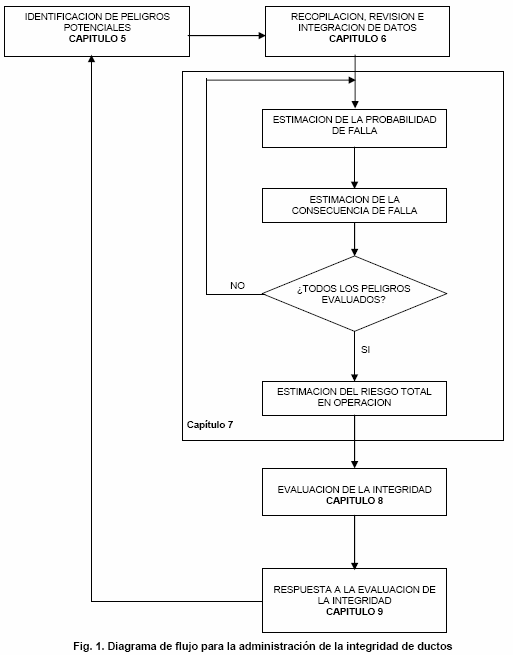 IDENTIFICACION DE PELIGROS
POTENCIALES
CAPITULO 5
RECOPILACION, REVISION E
INTEGRACION DE DATOS
CAPITULO 6
ESTIMACION DE LA PROBABILIDAD
DE FALLA
ESTIMACION DE LA
CONSECUENCIA DE FALLA
¿TODOS LOS PELIGROS
EVALUADOS?
NO
SI
ESTIMACION DEL RIESGO TOTAL
EN OPERACION
Capítulo 7
EVALUACION DE LA INTEGRIDAD
CAPITULO 8
RESPUESTA A LA EVALUACION DE
LA INTEGRIDAD
CAPITULO 9
Fig. 1. Diagrama de flujo para la administración de la integridad de ductos